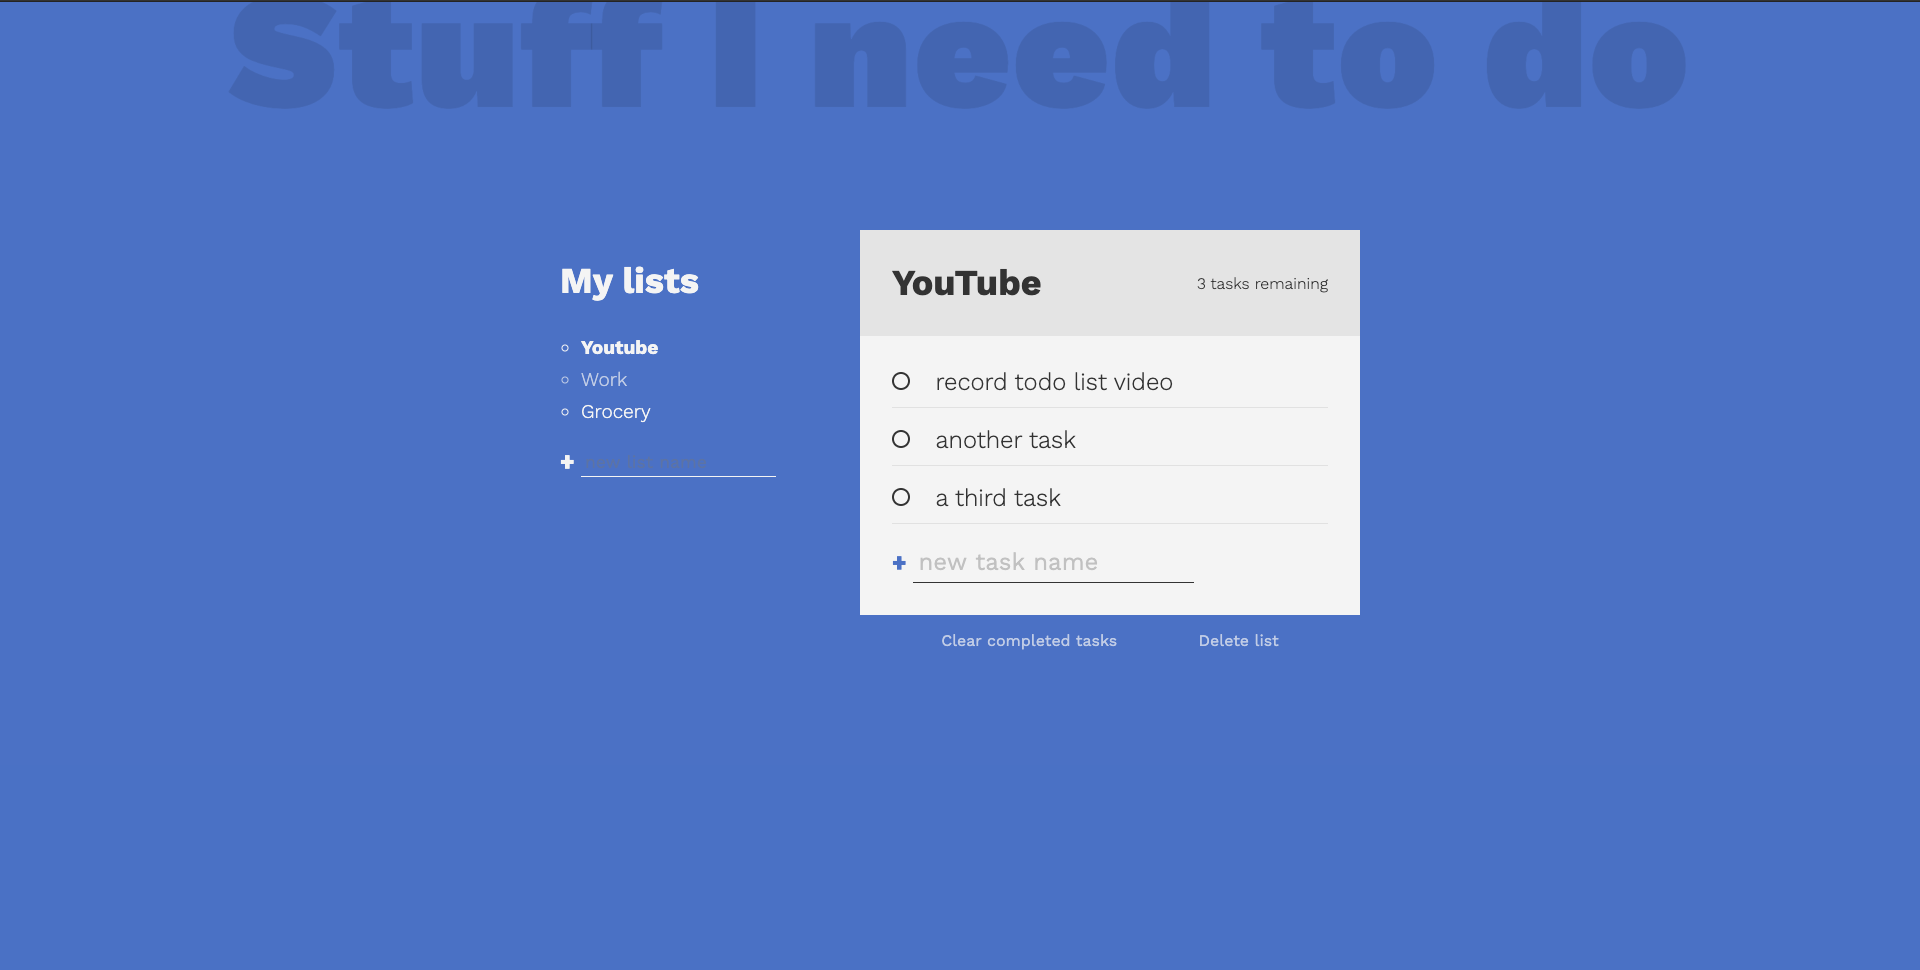 Stuff I need to do
My lists
Youtube
Work
Grocery
+ new list name
YouTube
3 tasks remaining
record todo list video
another task
a third task
+ new task name
Clear completed tasks
Delete list